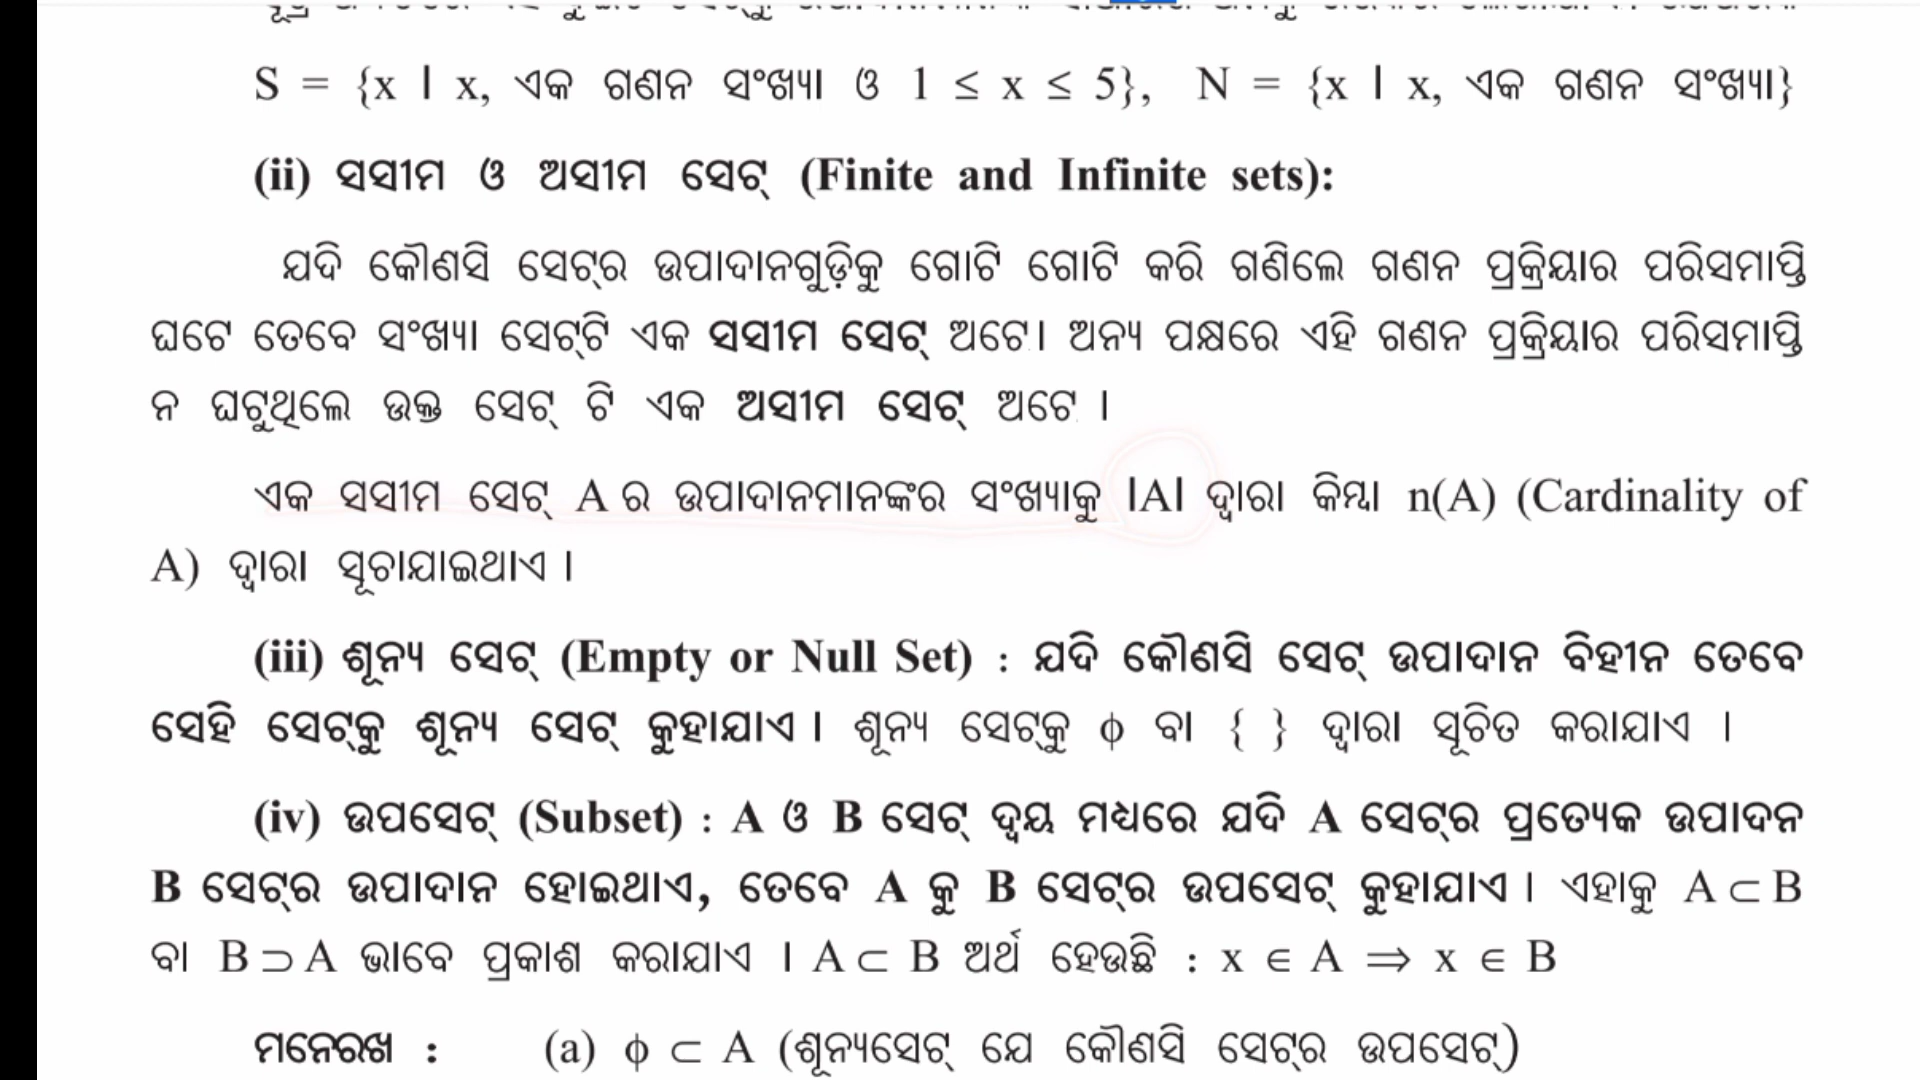 S = {x | x, ଏକ ଗଣନ ସଂଖ୍ୟା ଓ 1 ≤ x ≤ 5}, N = {x | x, ଏକ ଗଣନ ସଂଖ୍ୟା}
(ii) ସସୀମ ଓ ଅସୀମ ସେଟ୍ (Finite and Infinite sets):
ଯଦି କୌଣସି ସେଟ୍‌ର ଉପାଦାନଗୁଡ଼ିକୁ ଗୋଟି ଗୋଟି କରି ଗଣିଲେ ଗଣନ ପ୍ରକ୍ରିୟାର ପରିସମାପ୍ତି
ଘଟେ ତେବେ ସଂଖ୍ୟା ସେଟ୍‌ଟି ଏକ ସସୀମ ସେଟ୍ ଅଟେ। ଅନ୍ୟ ପକ୍ଷରେ ଏହି ଗଣନ ପ୍ରକ୍ରିୟାର ପରିସମାପ୍ତି
ନ ଘଟୁଥିଲେ ଉକ୍ତ ସେଟ୍ ଟି ଏକ ଅସୀମ ସେଟ୍ ଅଟେ ।
ଏକ ସସୀମ ସେଟ୍ A ର ଉପାଦାନମାନଙ୍କର ସଂଖ୍ୟାକୁ |A| ଦ୍ୱାରା କିମ୍ବା n(A) (Cardinality of
A) ଦ୍ୱାରା ସୂଚାଯାଇଥାଏ ।
(iii) ଶୂନ୍ୟ ସେଟ୍ (Empty or Null Set) : ଯଦି କୌଣସି ସେଟ୍ ଉପାଦାନ ବିହୀନ ତେବେ
ସେହି ସେଟ୍‌କୁ ଶୂନ୍ୟ ସେଟ୍ କୁହାଯାଏ । ଶୂନ୍ୟ ସେଟ୍‌କୁ ϕ ବା { } ଦ୍ୱାରା ସୂଚିତ କରାଯାଏ ।
(iv) ଉପସେଟ୍ (Subset) : A ଓ B ସେଟ୍ ଦ୍ୱୟ ମଧ୍ୟରେ ଯଦି A ସେଟ୍‌ର ପ୍ରତ୍ୟେକ ଉପାଦନ
B ସେଟ୍‌ର ଉପାଦାନ ହୋଇଥାଏ, ତେବେ A କୁ B ସେଟ୍‌ର ଉପସେଟ୍ କୁହାଯାଏ । ଏହାକୁ A ⊂ B
ବା B ⊃ A ଭାବେ ପ୍ରକାଶ କରାଯାଏ । A ⊂ B ଅର୍ଥ ହେଉଛି : x ∈ A ⇒ x ∈ B
ମନେରଖ : (a) ϕ ⊂ A (ଶୂନ୍ୟସେଟ୍ ଯେ କୌଣସି ସେଟ୍‌ର ଉପସେଟ୍)